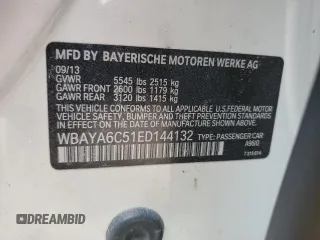 MFD BY BAYERISCHE MOTOREN WERKE AG
09/13
GVWR 5545 lbs 2515 kg
GAWR FRONT 2600 lbs 1179 kg
GAWR REAR 3120 lbs 1415 kg
THIS VEHICLE CONFORMS TO ALL APPLICABLE U.S. FEDERAL MOTOR VEHICLE
SAFETY, BUMPER AND THEFT PREVENTION STANDARDS
IN EFFECT ON THE DATE OF MANUFACTURE SHOWN ABOVE.
WBAYA6C51ED144132 TYPE: PASSENGER CAR
DREAMBID
DREAMBID.COM